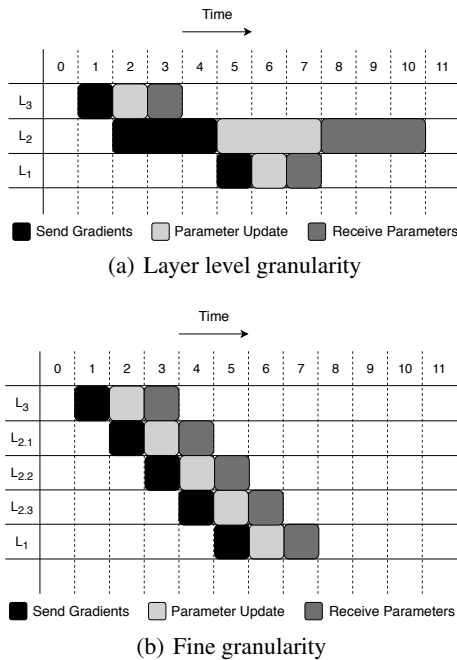 Time
0 1 2 3 4 5 6 7 8 9 10 11
L3
L2
L1
Send Gradients Parameter Update Receive Parameters
(a) Layer level granularity
Time
0 1 2 3 4 5 6 7 8 9 10 11
L3
L2.1
L2.2
L2.3
L1
Send Gradients Parameter Update Receive Parameters
(b) Fine granularity